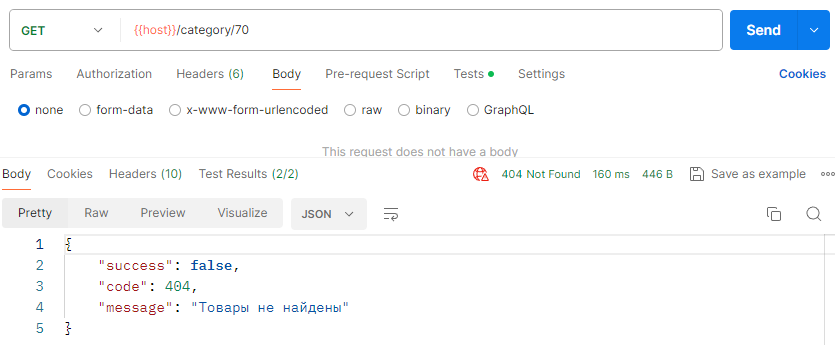 GET {{host}}/category/70 Send
Params Authorization Headers (6) Body Pre-request Script Tests Settings Cookies
none form-data x-www-form-urlencoded raw binary GraphQL
This request does not have a body
Body Cookies Headers (10) Test Results (2/2) 404 Not Found 160 ms 446 B Save as example
Pretty Raw Preview Visualize JSON
1 {
2 "success": false,
3 "code": 404,
4 "message": "Товары не найдены"
5 }